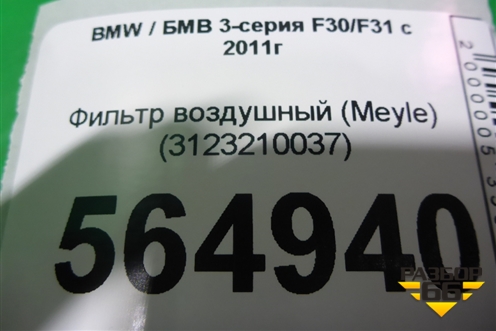 BMW / БМВ 3-серия F30/F31 с
2011г
Фильтр воздушный (Meyle)
(3123210037)
564940
РАЗБОР
66